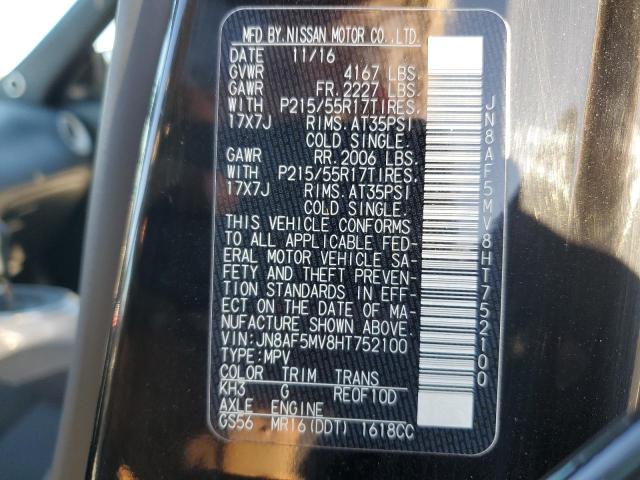 MFD BY.NISSAN MOTOR CO.,LTD.
DATE 11/16
GVWR 4167 LBS.
GAWR FR.2227 LBS.
WITH P215/55R17TIRES.
17X7J RIMS.AT35PSI
COLD SINGLE.
GAWR RR.2006 LBS.
WITH P215/55R17TIRES.
17X7J RIMS.AT35PSI
COLD SINGLE.
THIS VEHICLE CONFORMS
TO ALL APPLICABLE FED-
ERAL MOTOR VEHICLE SA-
FETY AND THEFT PREVEN-
TION STANDARDS IN EFF-
ECT ON THE DATE OF MA-
NUFACTURE SHOWN ABOVE.
VIN:JN8AF5MV8HT752100
TYPE:MPV
COLOR TRIM TRANS
KH3 G RE0F10D
AXLE ENGINE
GS56 MR16(DDT) 1618CC
JN8AF5MV8HT752100